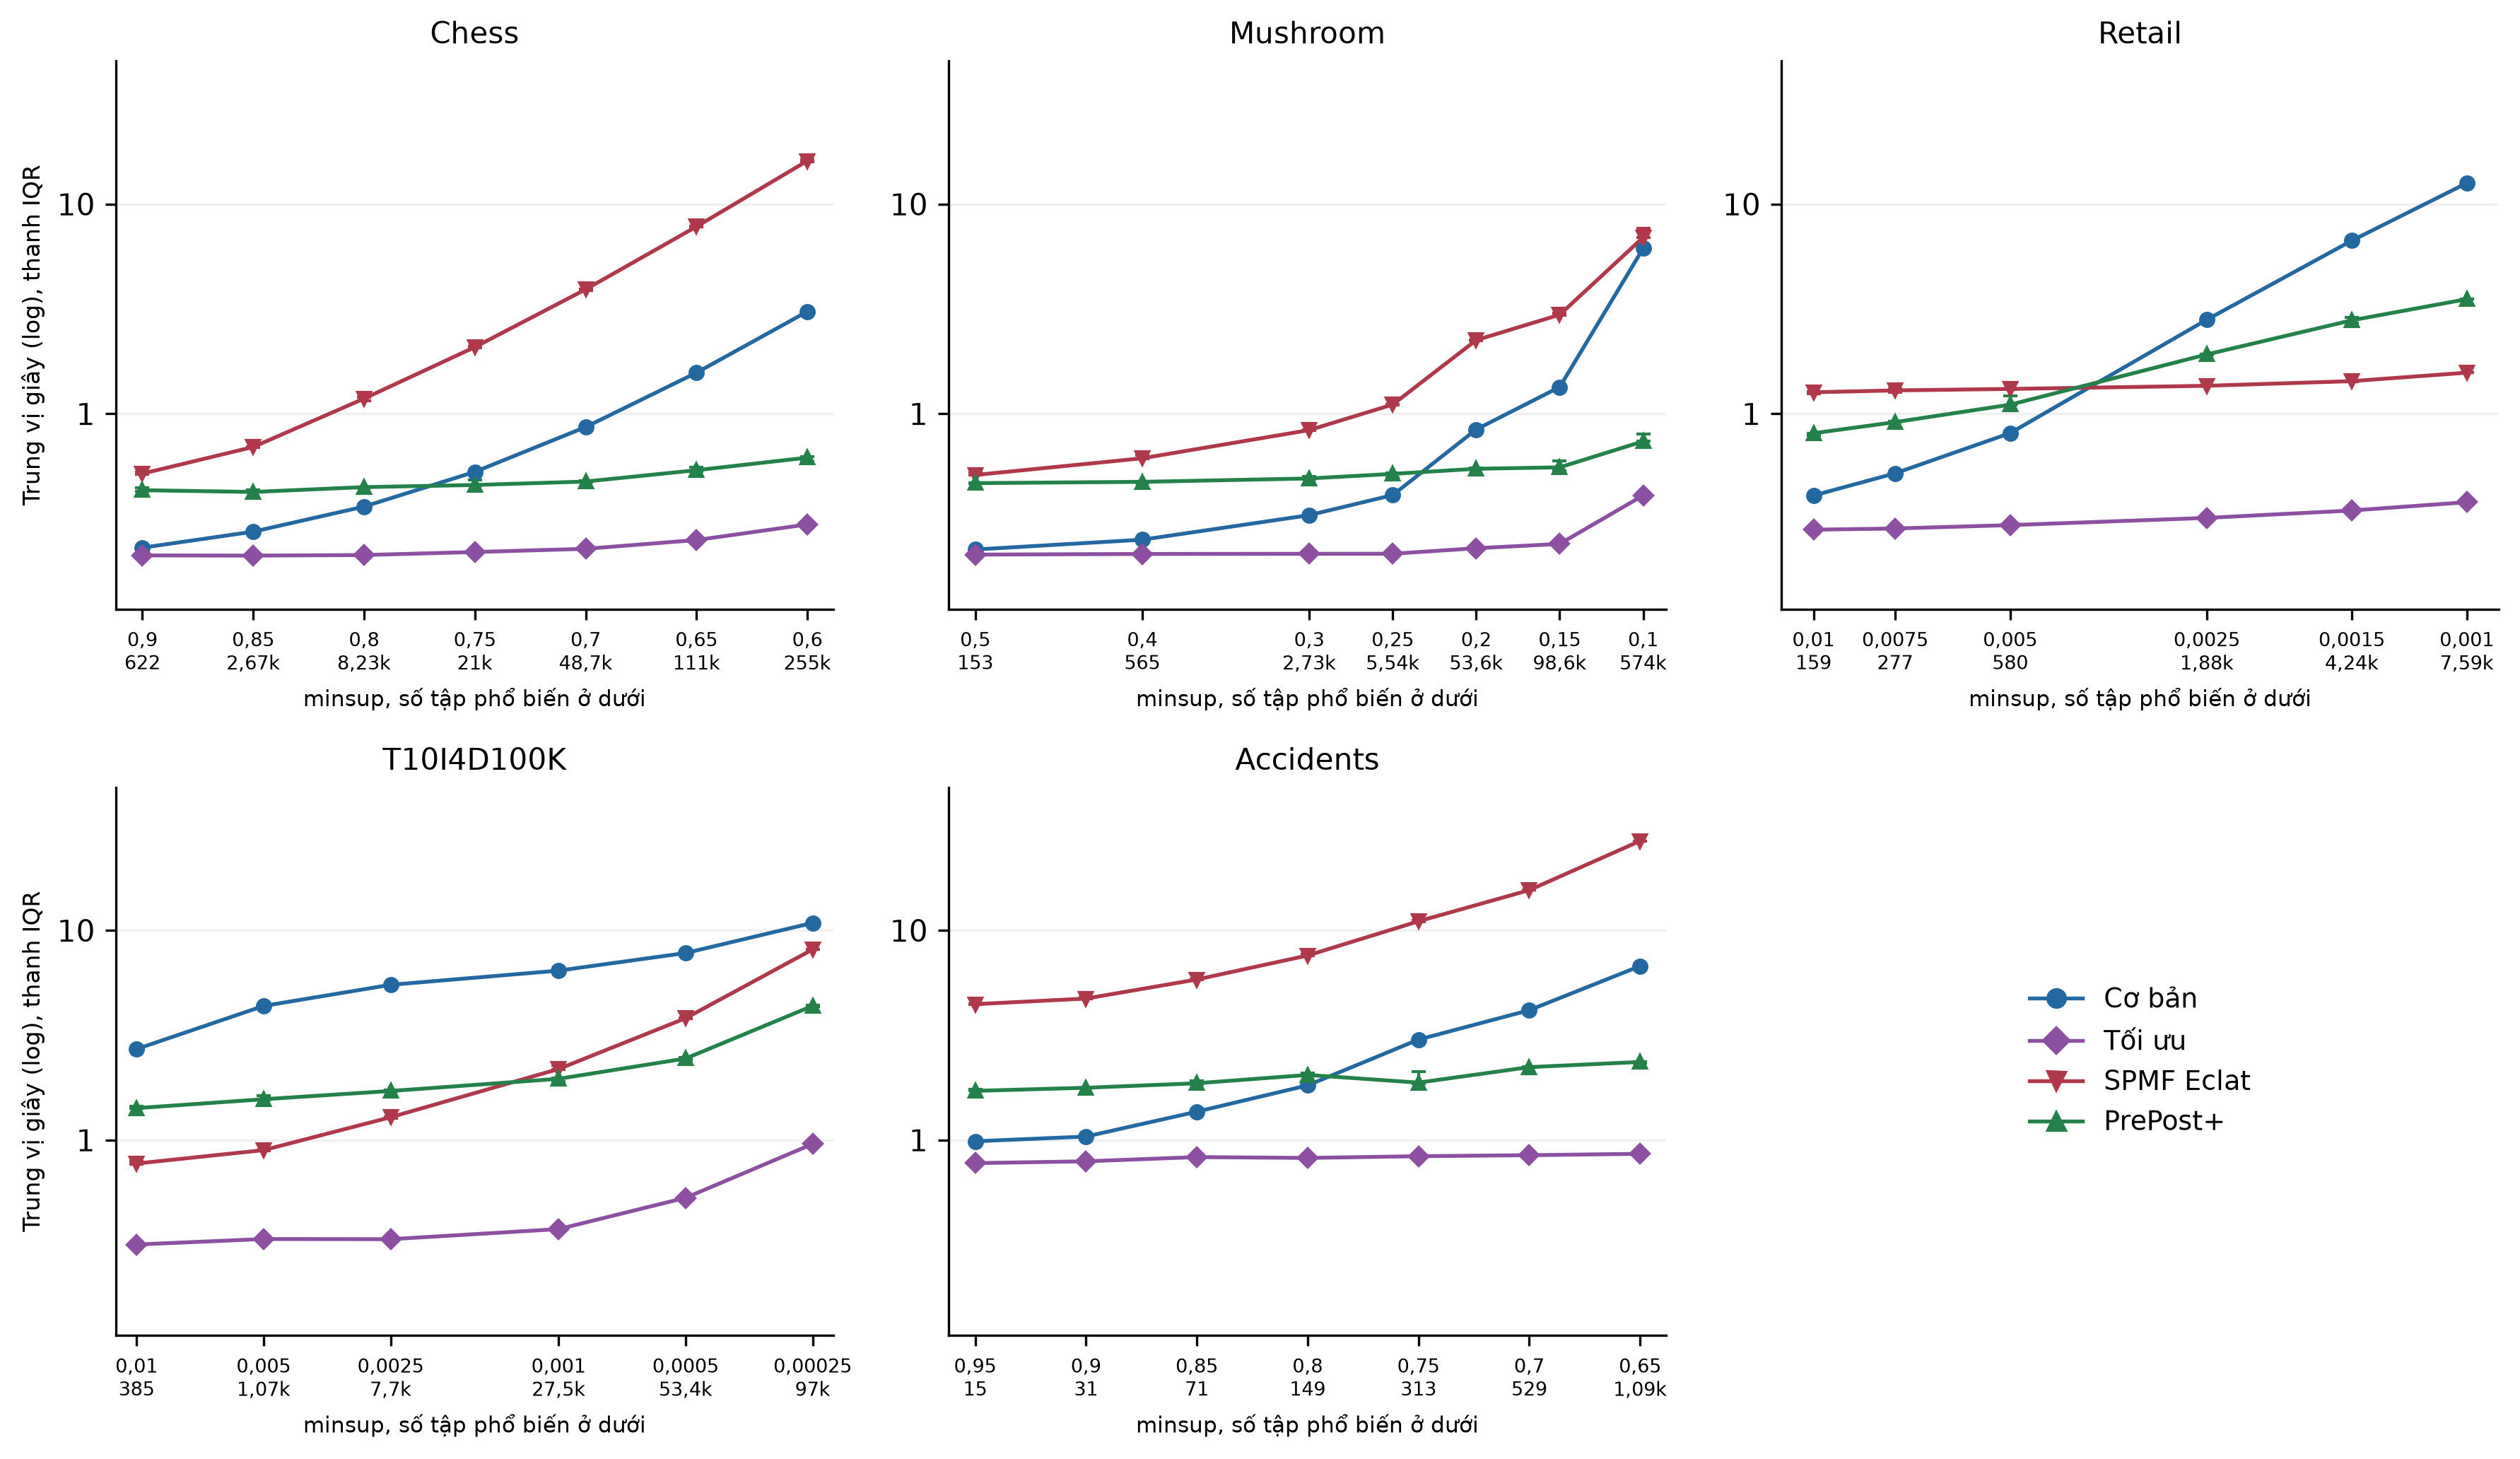 Chess
Mushroom
Retail
Trung vị giây (log), thanh IQR
10
1
10
1
10
1
0,9 0,85 0,8 0,75 0,7 0,65 0,6
622 2,67k 8,23k 21k 48,7k 111k 255k
minsup, số tập phổ biến ở dưới
0,5 0,4 0,3 0,25 0,2 0,15 0,1
153 565 2,73k 5,54k 53,6k 98,6k 574k
minsup, số tập phổ biến ở dưới
0,01 0,0075 0,005 0,0025 0,0015 0,001
159 277 580 1,88k 4,24k 7,59k
minsup, số tập phổ biến ở dưới
T10I4D100K
Accidents
Trung vị giây (log), thanh IQR
10
1
10
1
0,01 0,005 0,0025 0,001 0,0005 0,00025
385 1,07k 7,7k 27,5k 53,4k 97k
minsup, số tập phổ biến ở dưới
0,95 0,9 0,85 0,8 0,75 0,7 0,65
15 31 71 149 313 529 1,09k
minsup, số tập phổ biến ở dưới
Cơ bản
Tối ưu
SPMF Eclat
PrePost+